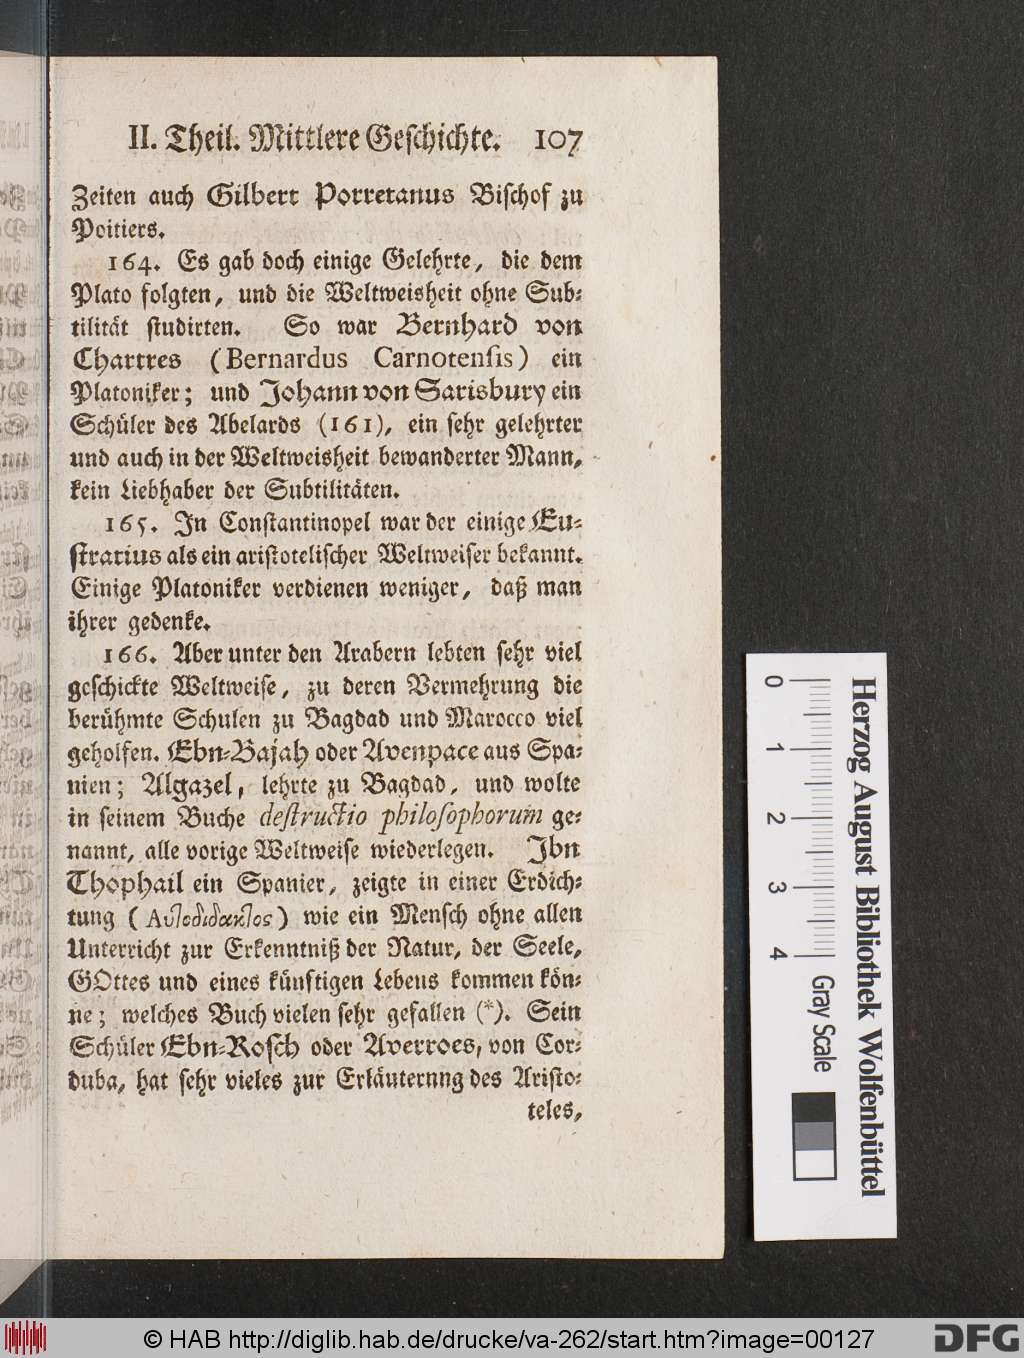 II. Theil. Mittlere Geschichte. 107
Zeiten auch Gilbert Porretanus Bischof zu
Poitiers.
164. Es gab doch einige Gelehrte, die dem
Plato folgten, und die Weltweisheit ohne Sub-
tilität studirten. So war Bernhard von
Chartres (Bernardus Carnotensis) ein
Platoniker; und Johann von Sarisbury ein
Schüler des Abelards (161), ein sehr gelehrter
und auch in der Weltweisheit bewanderter Mann,
kein Liebhaber der Subtilitäten.
165. In Constantinopel war der einige Eu-
stratius als ein aristotelischer Weltweiser bekannt.
Einige Platoniker verdienen weniger, daß man
ihrer gedenke.
166. Aber unter den Arabern lebten sehr viel
geschickte Weltweise, zu deren Vermehrung die
berühmte Schulen zu Bagdad und Marocco viel
geholfen. Ebn-Bajah oder Avenpace aus Spa-
nien; Algazel, lehrte zu Bagdad, und wolte
in seinem Buche destructio philosophorum ge-
nannt, alle vorige Weltweise wiederlegen. Ibn
Thophail ein Spanier, zeigte in einer Erdich-
tung (Αυτοδιδακτος) wie ein Mensch ohne allen
Unterricht zur Erkenntniß der Natur, der Seele,
GOttes und eines künftigen Lebens kommen kön-
ne; welches Buch vielen sehr gefallen (*). Sein
Schüler Ebn-Rosch oder Averroes, von Cor-
duba, hat sehr vieles zur Erläuternng des Aristo-
teles,
0 1 2 3 4
Gray Scale
Herzog August Bibliothek Wolfenbüttel
© HAB http://diglib.hab.de/drucke/va-262/start.htm?image=00127
DFG